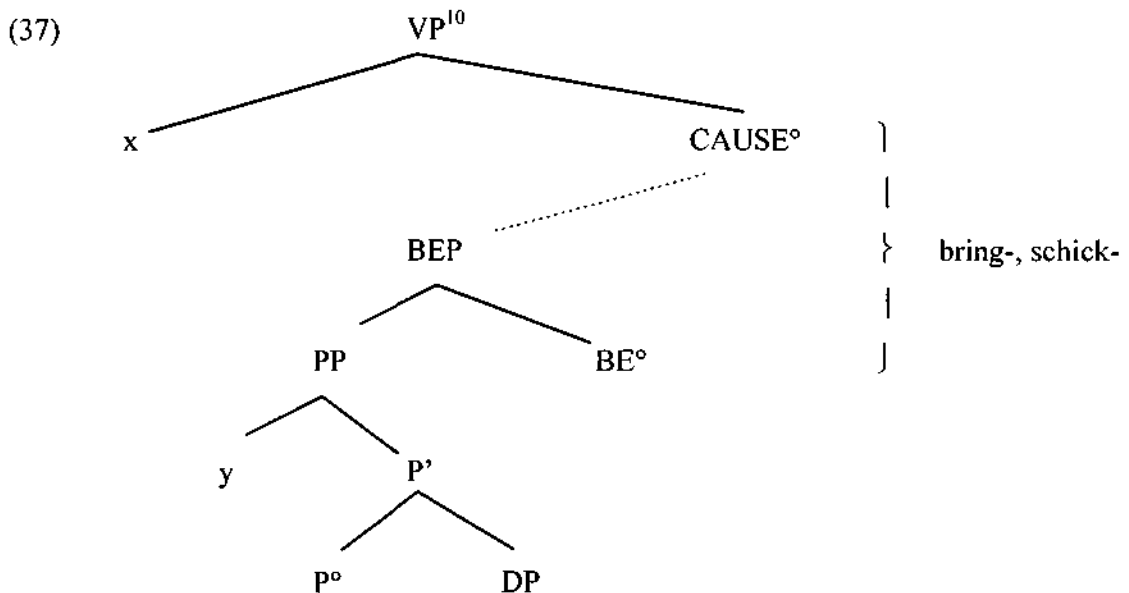 (37) VP¹⁰
x CAUSE°
BEP bring-, schick-
PP BE°
y P’
P° DP